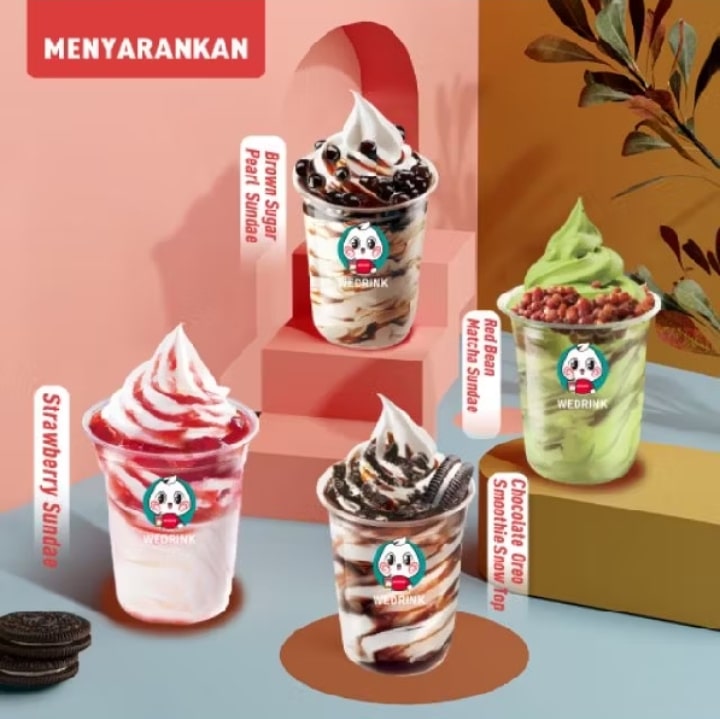 MENYARANKAN
Brown Sugar
Pearl Sundae
WEDRINK
Red Bean
Matcha Sundae
WEDRINK
Strawberry Sundae
WEDRINK
Chocolate Oreo
Smoothie Snow Top
WEDRINK